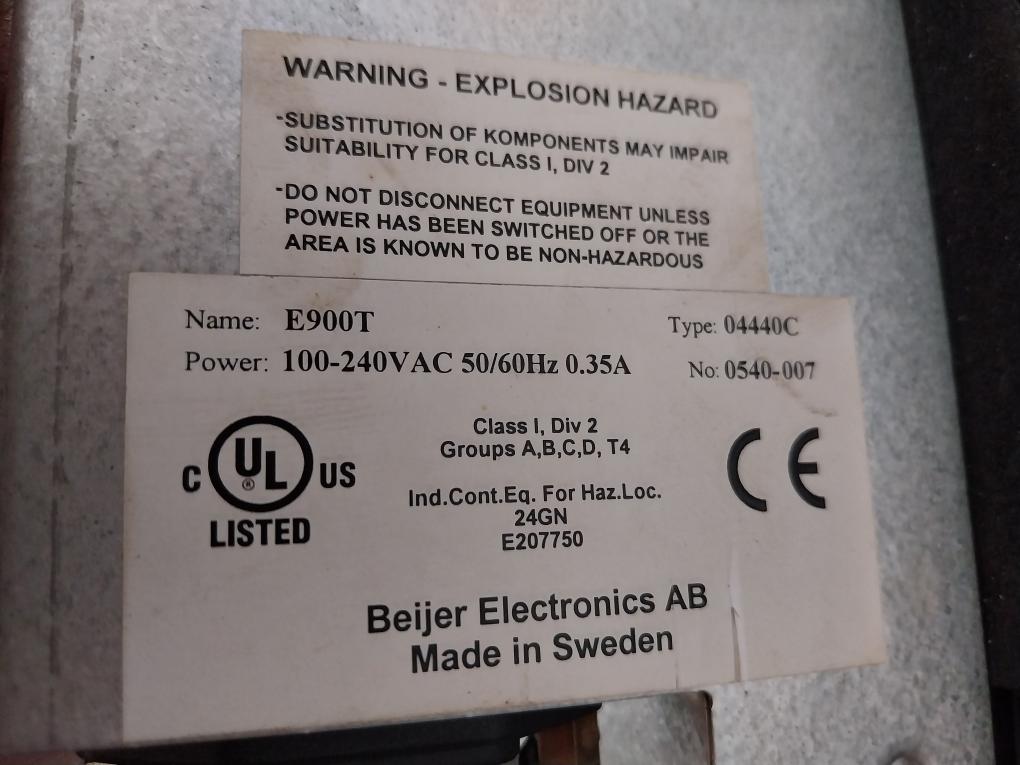 WARNING - EXPLOSION HAZARD
-SUBSTITUTION OF KOMPONENTS MAY IMPAIR
SUITABILITY FOR CLASS I, DIV 2
-DO NOT DISCONNECT EQUIPMENT UNLESS
POWER HAS BEEN SWITCHED OFF OR THE
AREA IS KNOWN TO BE NON-HAZARDOUS
Name: E900T Type: 04440C
Power: 100-240VAC 50/60Hz 0.35A No: 0540-007
Class I, Div 2
Groups A,B,C,D, T4
C UL ® US
LISTED
CE
Ind.Cont.Eq. For Haz.Loc.
24GN
E207750
Beijer Electronics AB
Made in Sweden